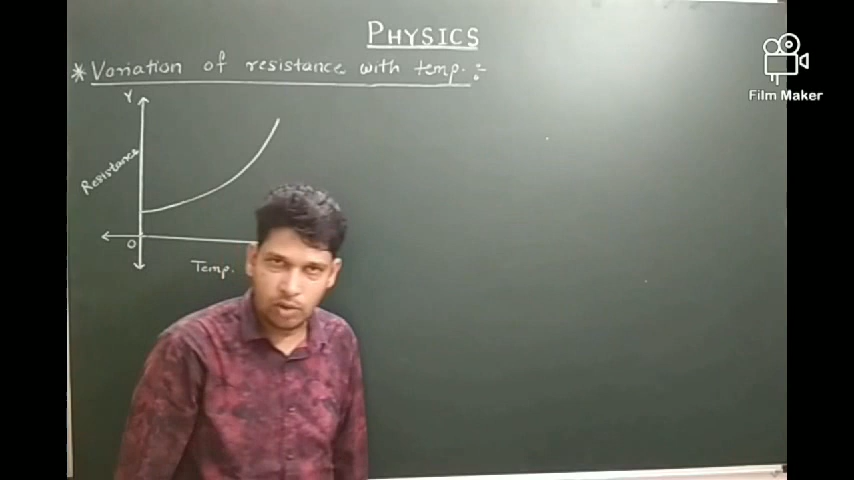 PHYSICS
* Variation of resistance with temp. :-
Y
Resistance
O
Temp.
Film Maker